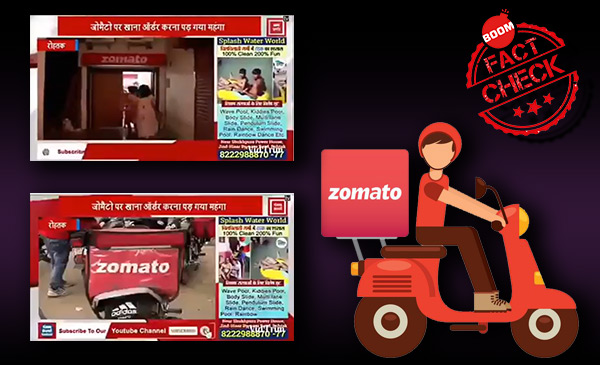 जोमैटो पर खाना ऑर्डर करना पड़ गया महंगा
रोहतक
zomato
Splash Water World
100% Clean 200% Fun
Wave Pool, Kiddies Pool,
Body Slide, Multilane
Slide, Pendulum Slide,
Rain Dance, Swimming
Pool, Rainbow Dance Etc
8222988870 -77
Subscribe
जोमैटो पर खाना ऑर्डर करना पड़ गया महंगा
रोहतक
zomato
adidas
Splash Water World
100% Clean 200% Fun
Wave Pool, Kiddies Pool,
Body Slide, Multilane
Slide, Pendulum Slide,
Rain Dance, Swimming
Pool, Rainbow
8222988870 -77
Subscribe To Our Youtube Channel
BOOM
FACT
CHECK
zomato